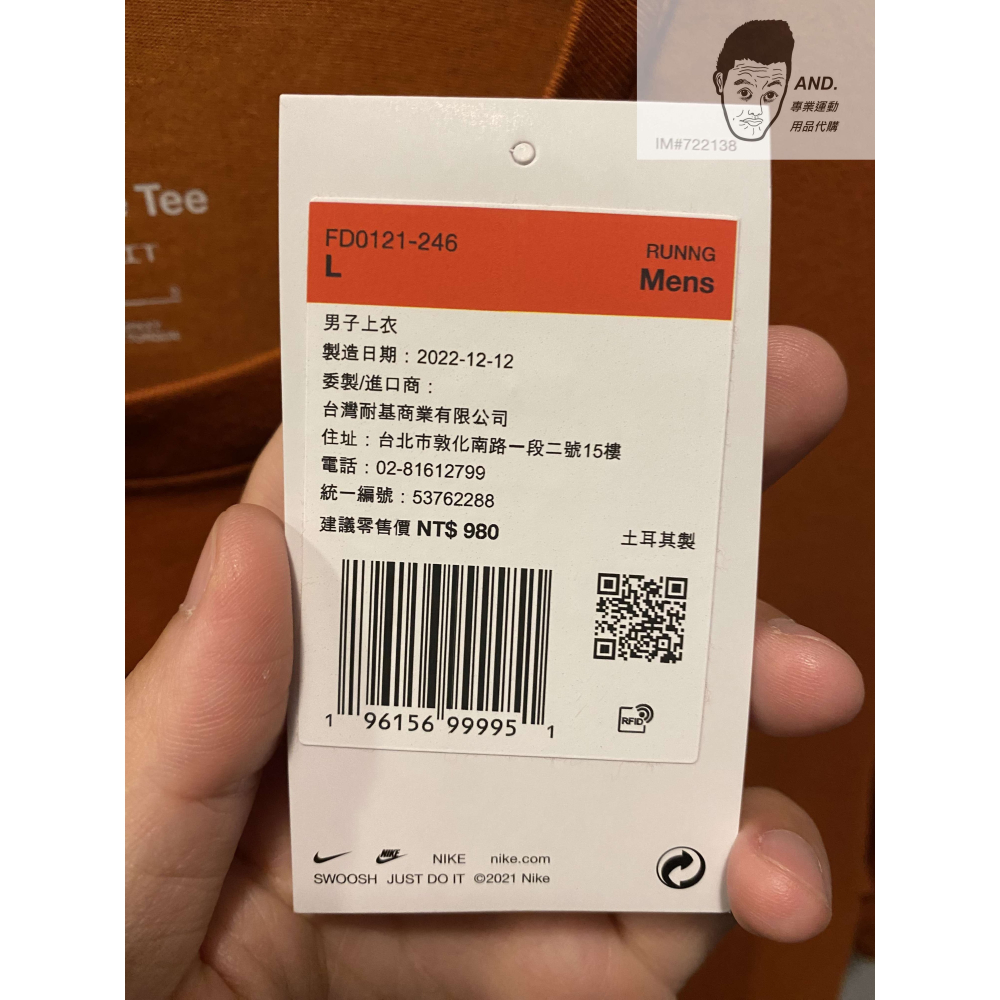 AND.
專業運動
用品代購
IM#722138
Tee
FD0121-246
L
RUNNG
Mens
男子上衣
製造日期：2022-12-12
委製/進口商：
台灣耐基商業有限公司
住址：台北市敦化南路一段二號15樓
電話：02-81612799
統一編號：53762288
建議零售價 NT$ 980
土耳其製
1 96156 99995 1
RFID
NIKE
NIKE nike.com
SWOOSH JUST DO IT ©2021 Nike